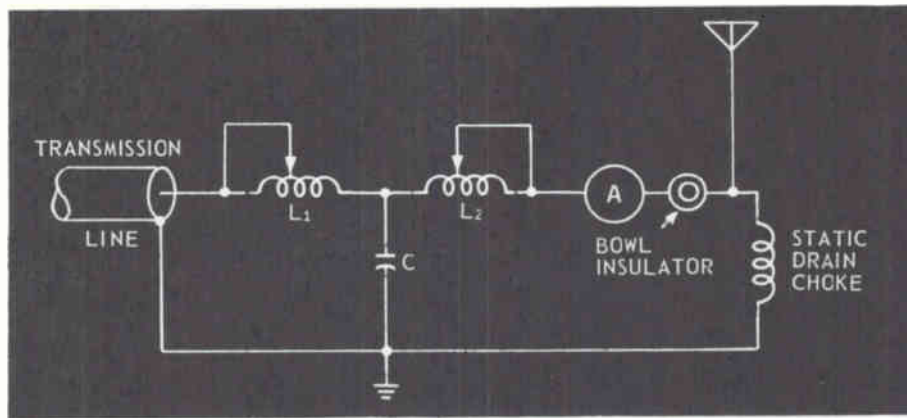 TRANSMISSION
LINE
L₁
C
L₂
A
BOWL
INSULATOR
STATIC
DRAIN
CHOKE